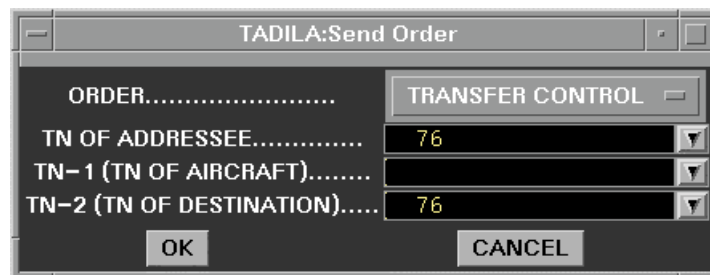 TADILA:Send Order
ORDER........................ TRANSFER CONTROL
TN OF ADDRESSEE.............. 76
TN-1 (TN OF AIRCRAFT)........
TN-2 (TN OF DESTINATION)..... 76
OK CANCEL